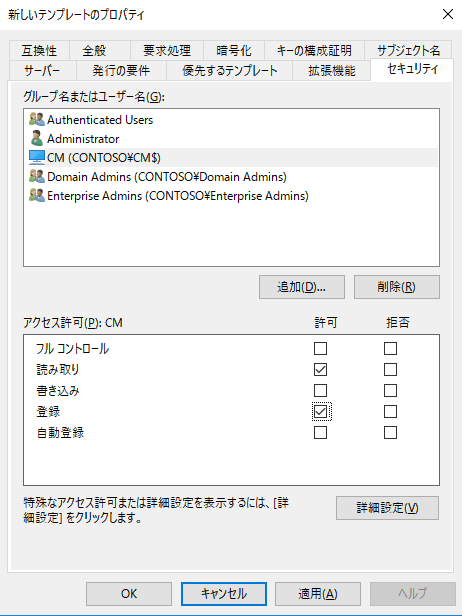 新しいテンプレートのプロパティ
互換性 全般 要求処理 暗号化 キーの構成証明 サブジェクト名
サーバー 発行の要件 優先するテンプレート 拡張機能 セキュリティ
グループ名またはユーザー名(G):
Authenticated Users
Administrator
CM (CONTOSO¥CM$)
Domain Admins (CONTOSO¥Domain Admins)
Enterprise Admins (CONTOSO¥Enterprise Admins)
追加(D)... 削除(R)
アクセス許可(P): CM 許可 拒否
フル コントロール
読み取り
書き込み
登録
自動登録
特殊なアクセス許可または詳細設定を表示するには、[詳
細設定] をクリックします。
詳細設定(V)
OK キャンセル 適用(A) ヘルプ